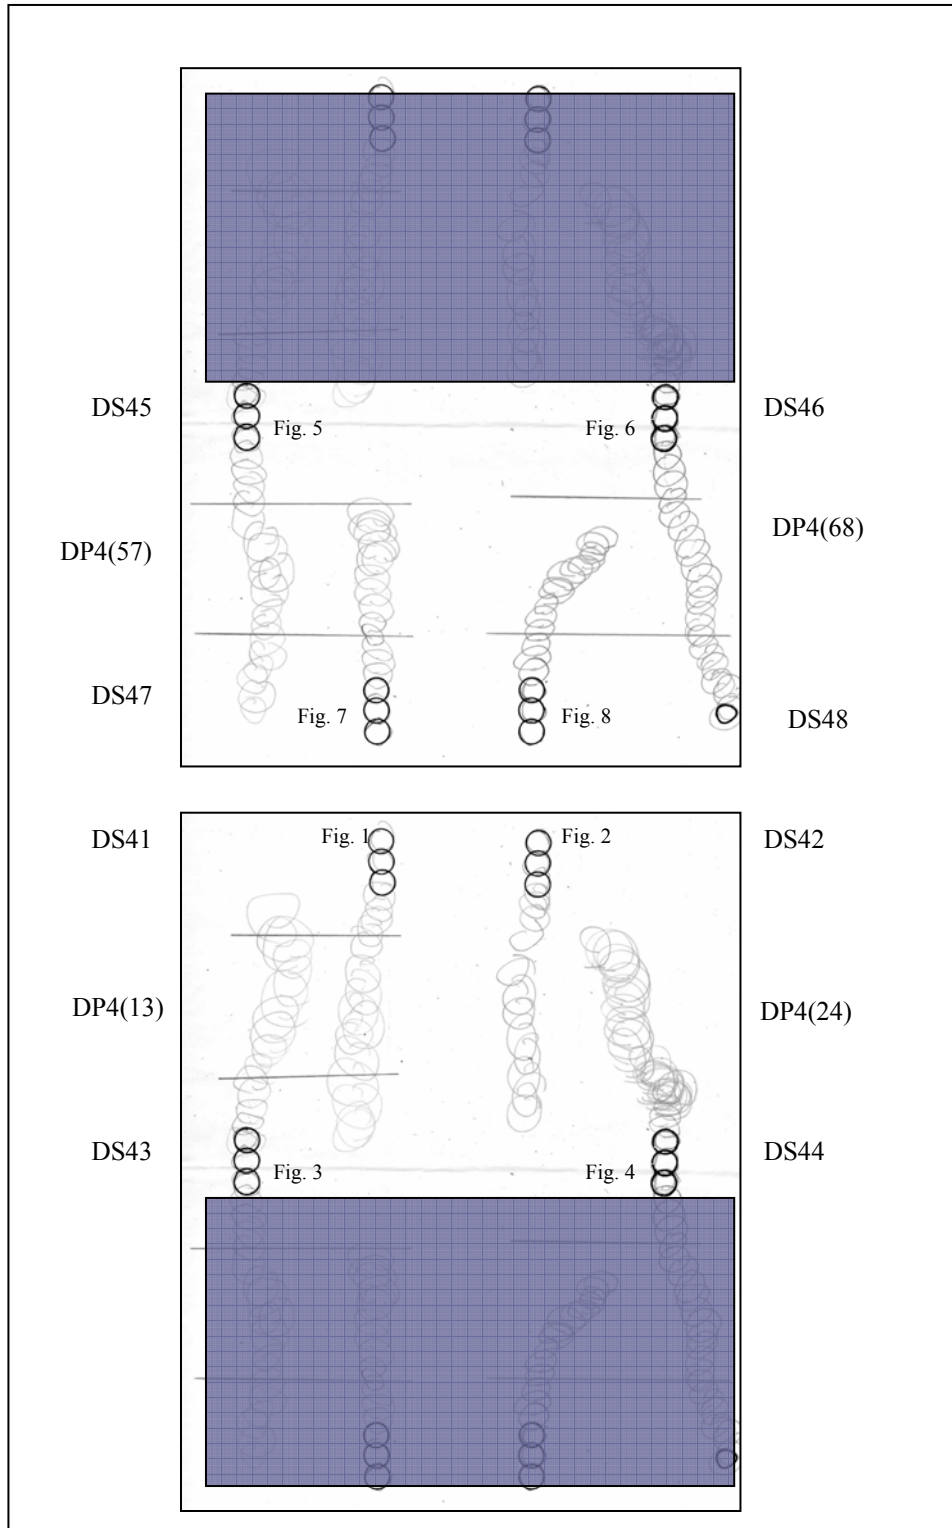 DS45 DS46
Fig. 5 Fig. 6
DP4(68)
DP4(57)
DS47
Fig. 7 Fig. 8 DS48
DS41 Fig. 1 Fig. 2 DS42
DP4(13) DP4(24)
DS43 DS44
Fig. 3 Fig. 4